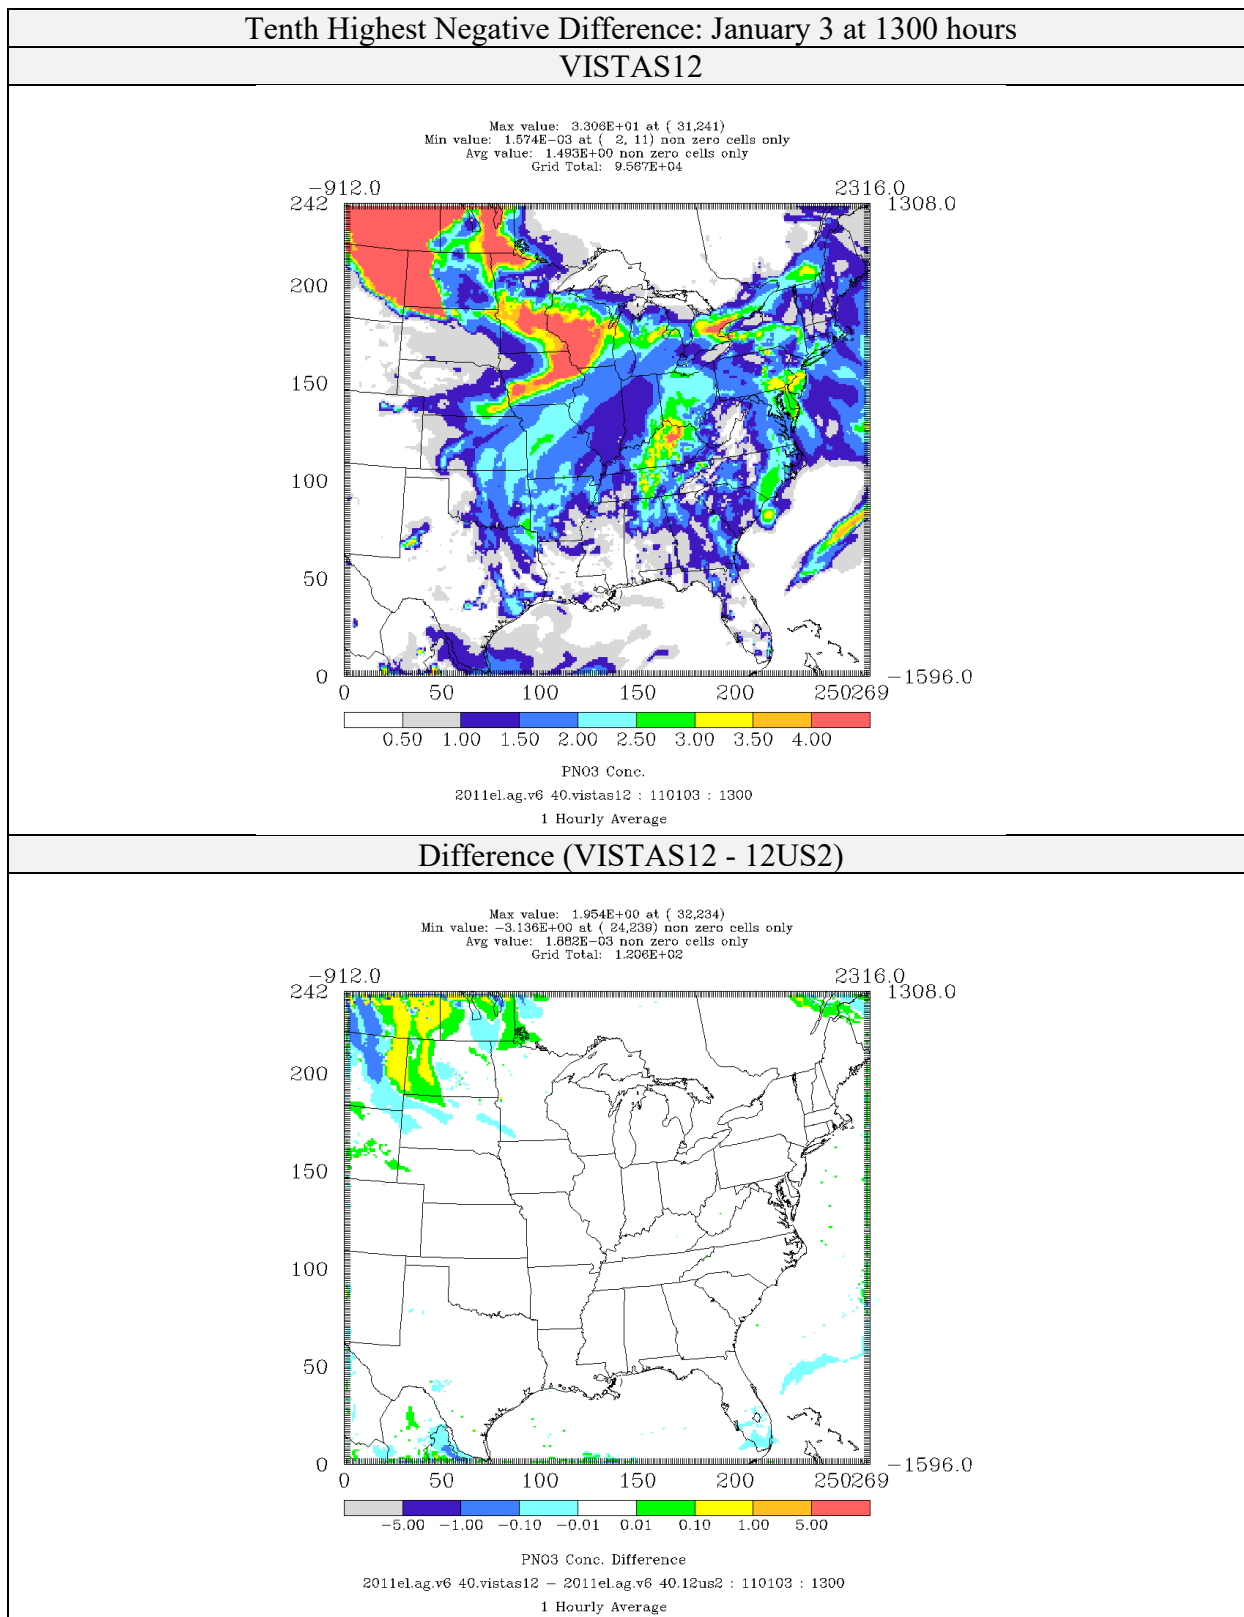 Tenth Highest Negative Difference: January 3 at 1300 hours
VISTAS12
Max value: 3.306E+01 at ( 31,241)
Min value: 1.574E-03 at ( 2, 11) non zero cells only
Avg value: 1.493E+00 non zero cells only
Grid Total: 9.567E+04
-912.0 2316.0
242 1308.0
200
150
100
50
0 -1596.0
0 50 100 150 200 250269
0.50 1.00 1.50 2.00 2.50 3.00 3.50 4.00
PNO3 Conc.
2011el.ag.v6 40.vistas12 : 110103 : 1300
1 Hourly Average
Difference (VISTAS12 - 12US2)
Max value: 1.954E+00 at ( 32,234)
Min value: -3.136E+00 at ( 24,239) non zero cells only
Avg value: 1.882E-03 non zero cells only
Grid Total: 1.206E+02
-912.0 2316.0
242 1308.0
200
150
100
50
0 -1596.0
0 50 100 150 200 250269
-5.00 -1.00 -0.10 -0.01 0.01 0.10 1.00 5.00
PNO3 Conc. Difference
2011el.ag.v6 40.vistas12 - 2011el.ag.v6 40.12us2 : 110103 : 1300
1 Hourly Average